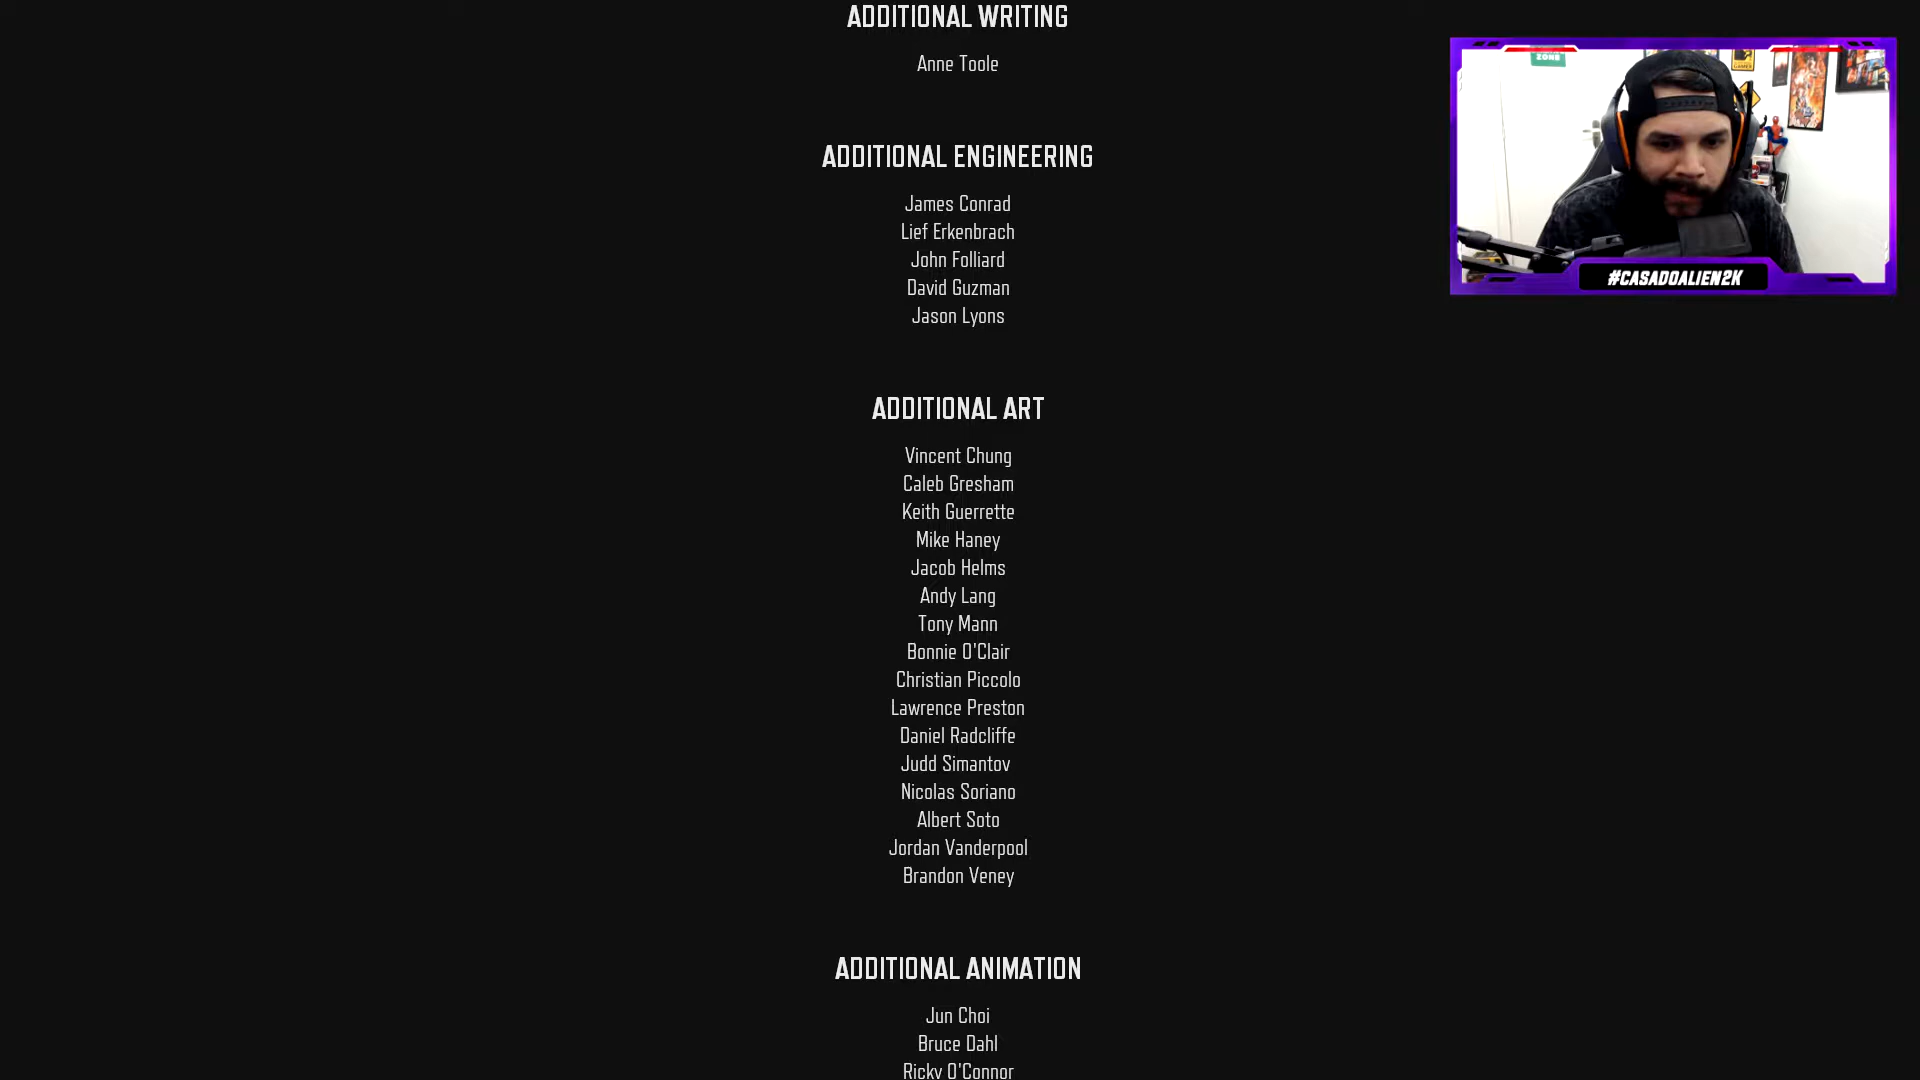 ADDITIONAL WRITING
Anne Toole
ADDITIONAL ENGINEERING
James Conrad
Lief Erkenbrach
John Folliard
David Guzman
Jason Lyons
ADDITIONAL ART
Vincent Chung
Caleb Gresham
Keith Guerrette
Mike Haney
Jacob Helms
Andy Lang
Tony Mann
Bonnie O'Clair
Christian Piccolo
Lawrence Preston
Daniel Radcliffe
Judd Simantov
Nicolas Soriano
Albert Soto
Jordan Vanderpool
Brandon Veney
ADDITIONAL ANIMATION
Jun Choi
Bruce Dahl
Ricky O'Connor
ZONE
#CASADOALIEN2K